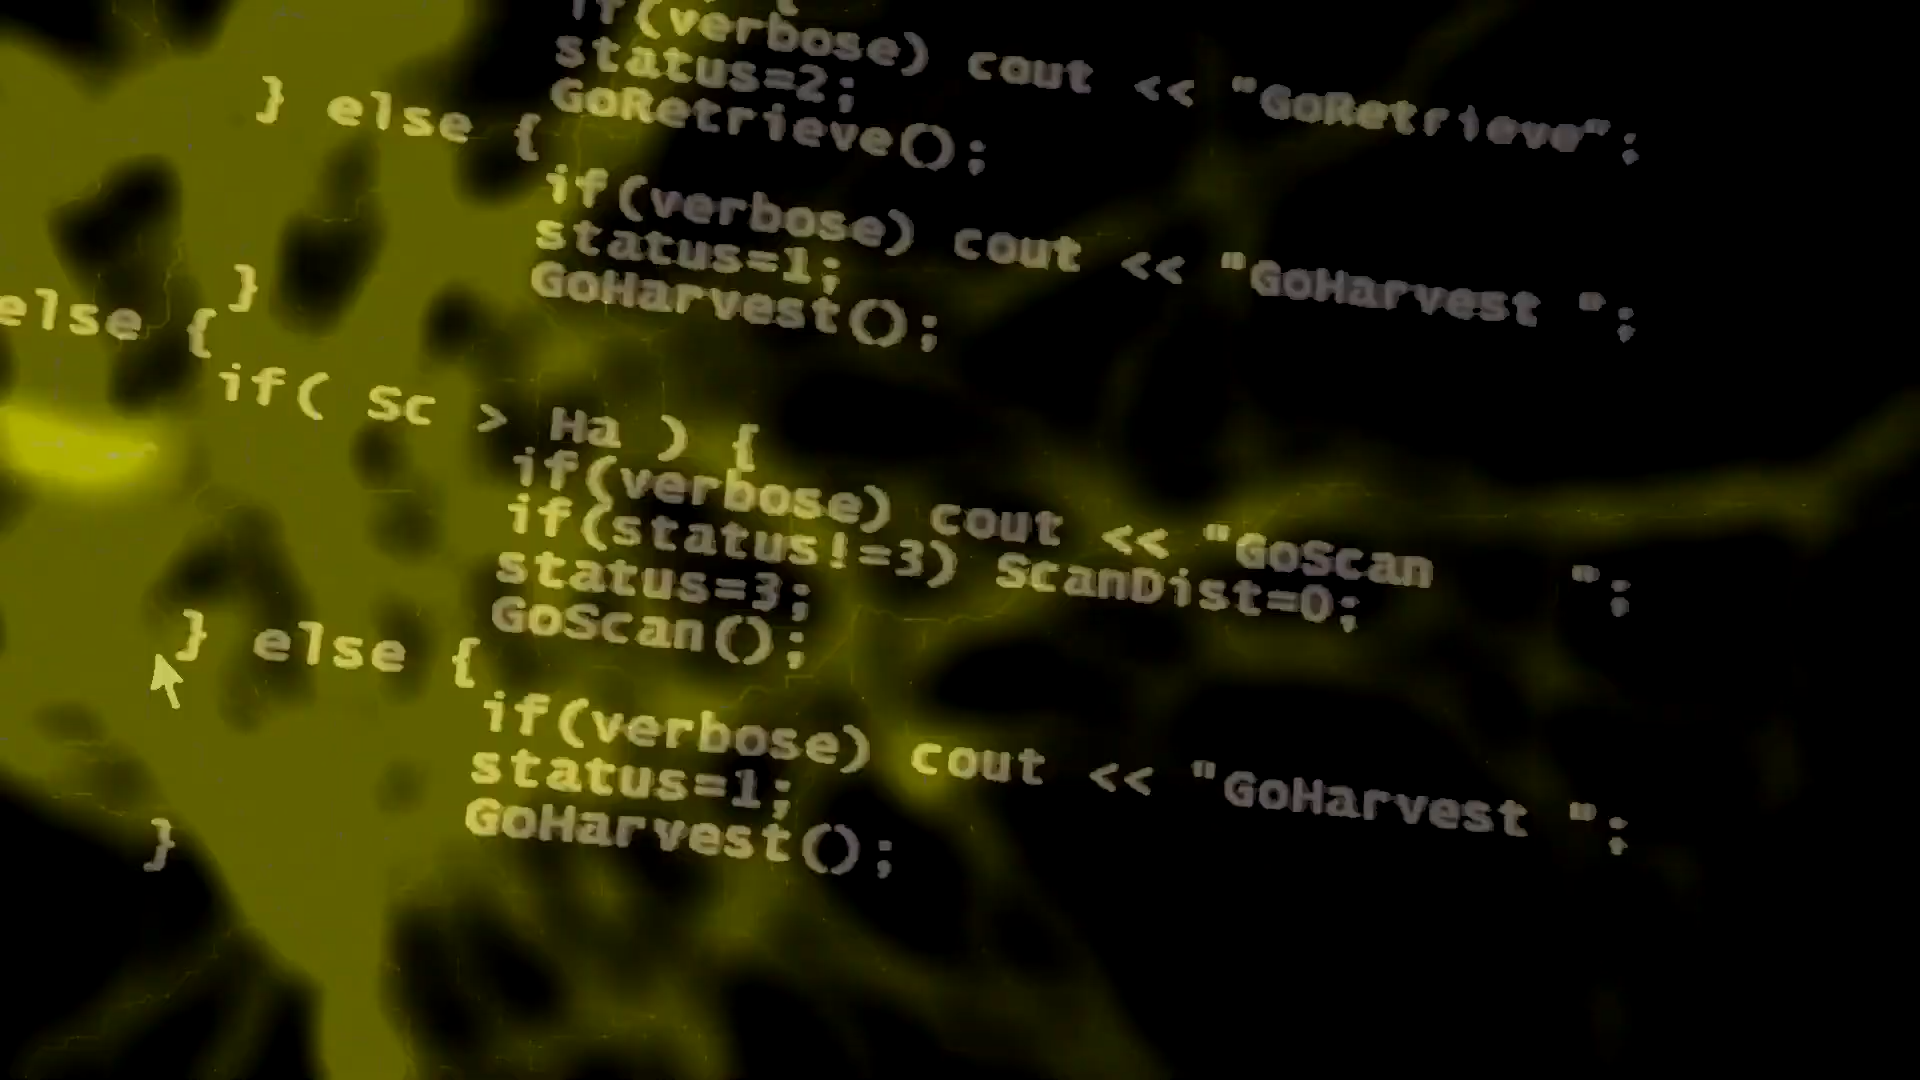 if(verbose) cout << "GoRetrieve";
status=2;
GoRetrieve();
} else {
if(verbose) cout << "GoHarvest ";
status=1;
GoHarvest();
}
else {
if( Sc > Ha ) {
if(verbose) cout << "GoScan    ";
if(status!=3) ScanDist=0;
status=3;
GoScan();
} else {
if(verbose) cout << "GoHarvest ";
status=1;
GoHarvest();
}